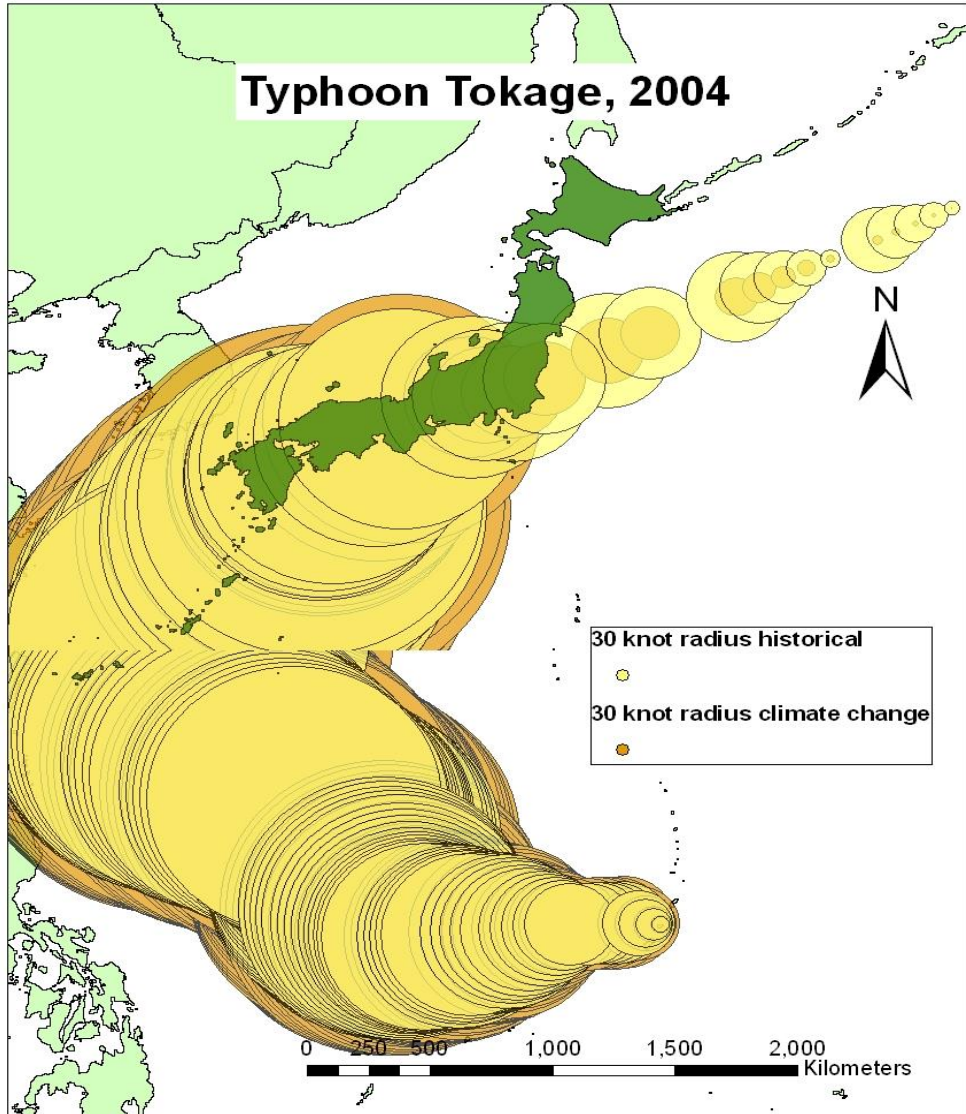 Typhoon Tokage, 2004
N
30 knot radius historical
30 knot radius climate change
0 250 500 1,000 1,500 2,000
Kilometers